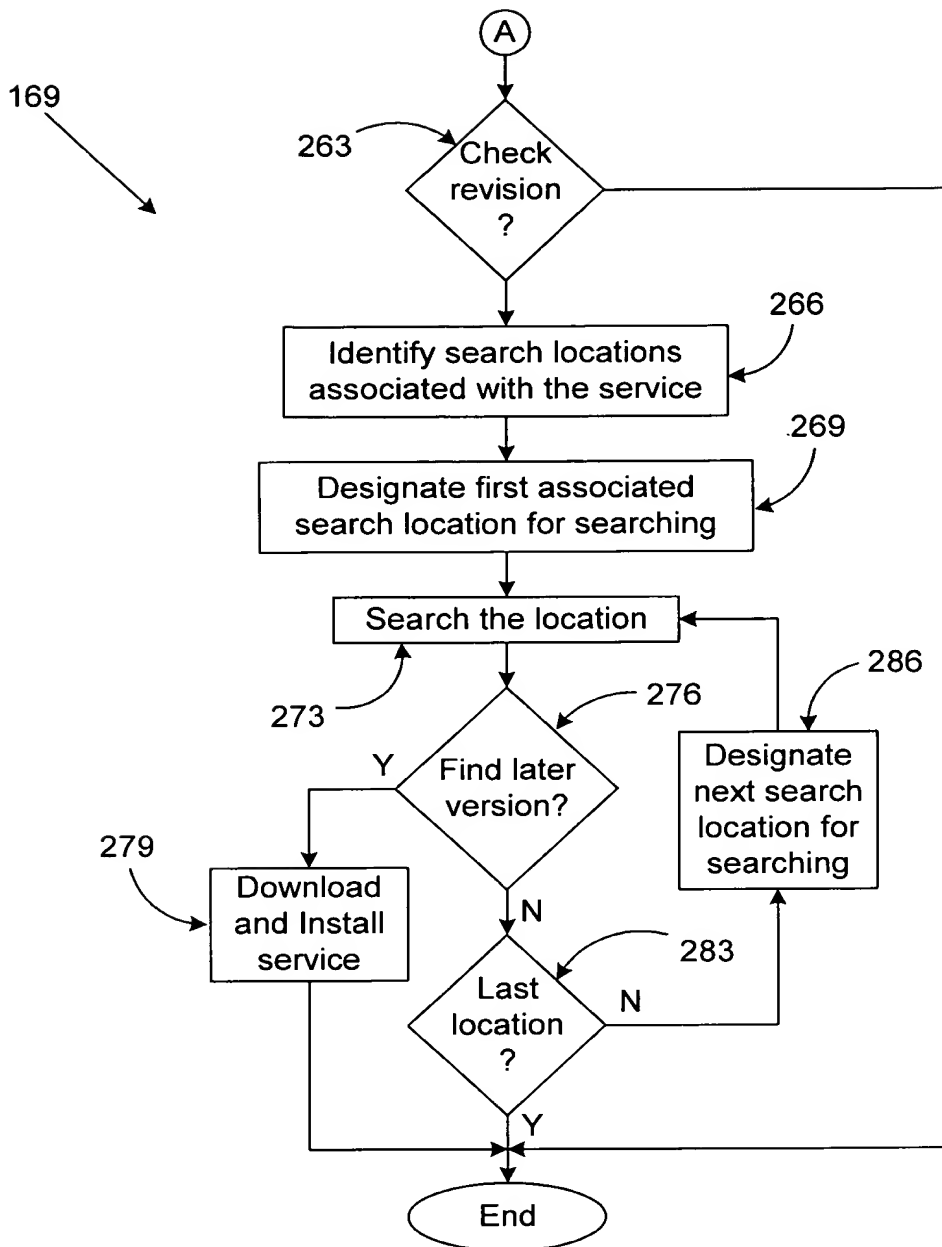 A
169
263
Check
revision
?
266
Identify search locations
associated with the service
.269
Designate first associated
search location for searching
Search the location
273
276
286
Y
Find later
version?
Designate
next search
location for
searching
279
Download
and Install
service
N
283
Last
location
?
N
Y
End